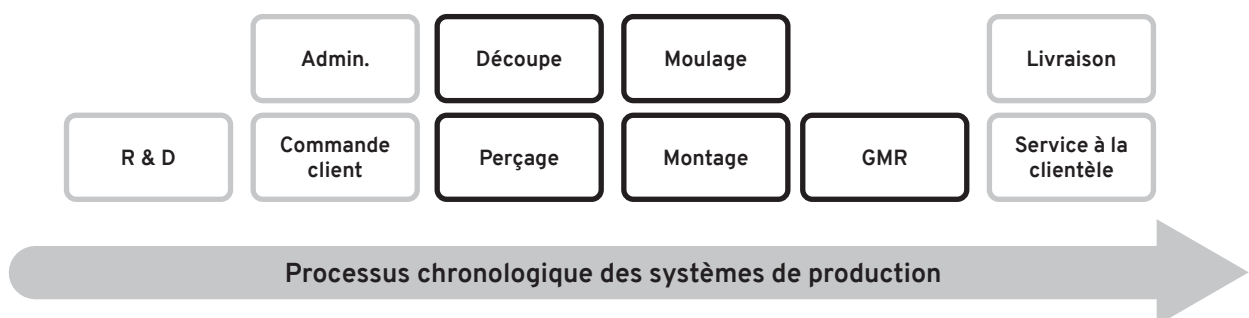 Admin.
Découpe
Moulage
Livraison
R & D
Commande
client
Perçage
Montage
GMR
Service à la
clientèle
Processus chronologique des systèmes de production